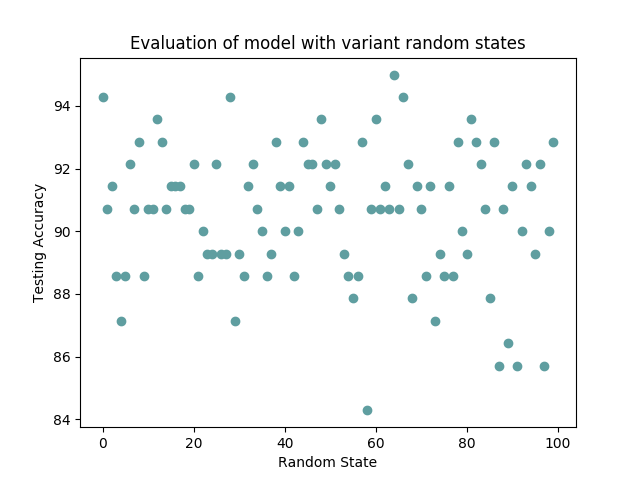 Evaluation of model with variant random states
94
92
90
88
86
84
Testing Accuracy
0 20 40 60 80 100
Random State